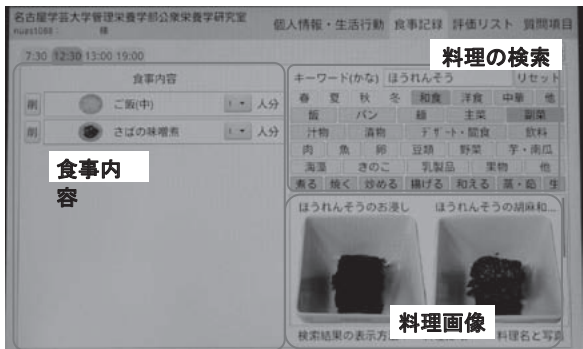 名古屋学芸大学管理栄養学部公衆栄養学研究室
nuas1088 : 様
個人情報・生活行動 食事記録 評価リスト 質問項目
7:30 12:30 13:00 19:00
料理の検索
食事内容
削 ご飯(中) 人分
削 さばの味噌煮 人分
食事内
容
キーワード(かな) ほうれんそう リセット
春 夏 秋 冬 和食 洋食 中華 他
飯 パン 麺 主菜 副菜
汁物 漬物 デザート・間食 飲料
肉 魚 卵 豆類 野菜 芋・南瓜
海藻 きのこ 乳製品 果物 他
煮る 焼く 炒める 揚げる 和える 蒸・茹 生
ほうれんそうのお浸し ほうれんそうの胡麻和...
料理画像
検索結果の表示方 料理名と写真